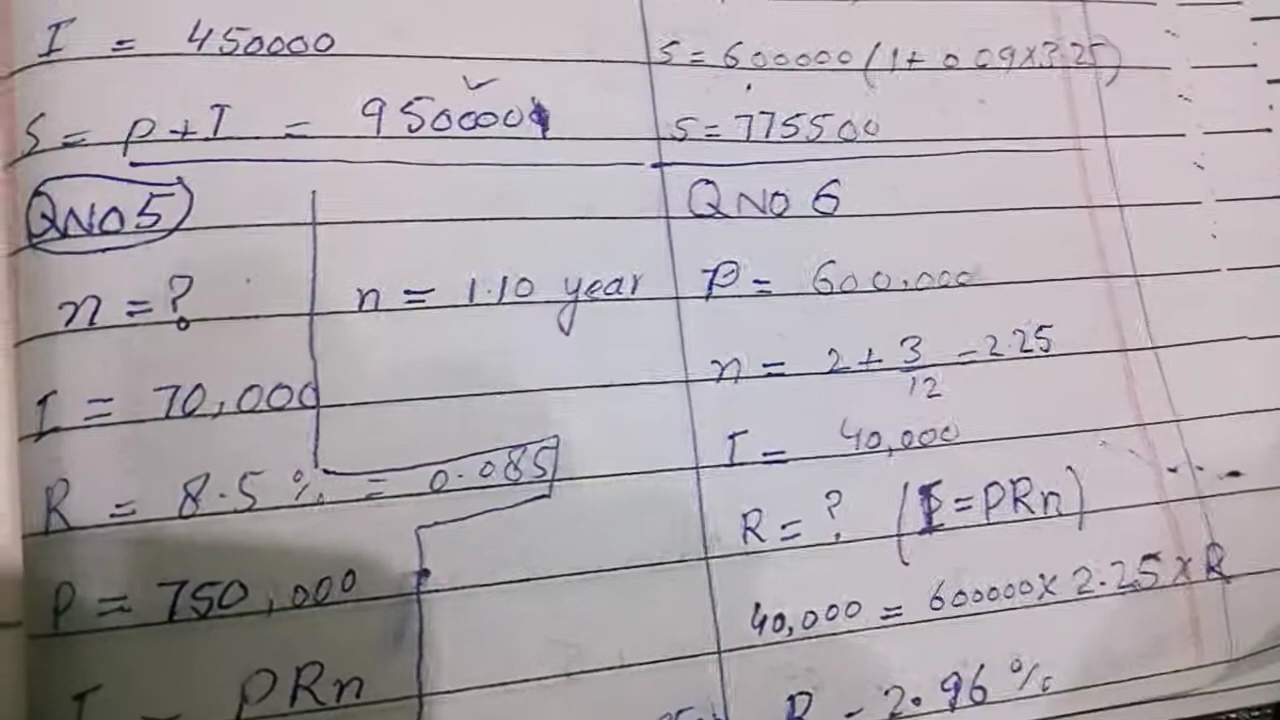 I = 450000
S = P+I = 950000
S = 600000 (1+ 0.09×3.25)
S = 775500
QNO5
n = ?
I = 70,000
R = 8.5 % = 0.085
P = 750,000
I = PRn
n = 1.10 year
QNO 6
P = 600,000
n = 2 + 3/12 = 2.25
I = 40,000
R = ? (I = PRn)
40,000 = 600000× 2.25×R
R = 2.96 %